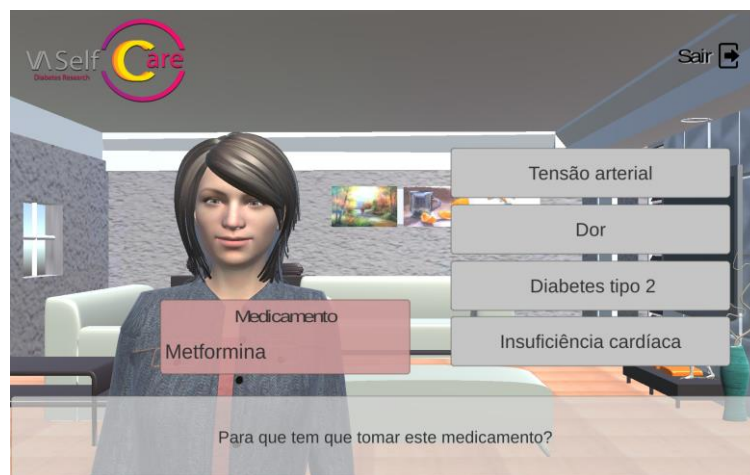 VASelf Care
Diabetes Research
Sair
Tensão arterial
Dor
Diabetes tipo 2
Insuficiência cardíaca
Medicamento
Metformina
Para que tem que tomar este medicamento?